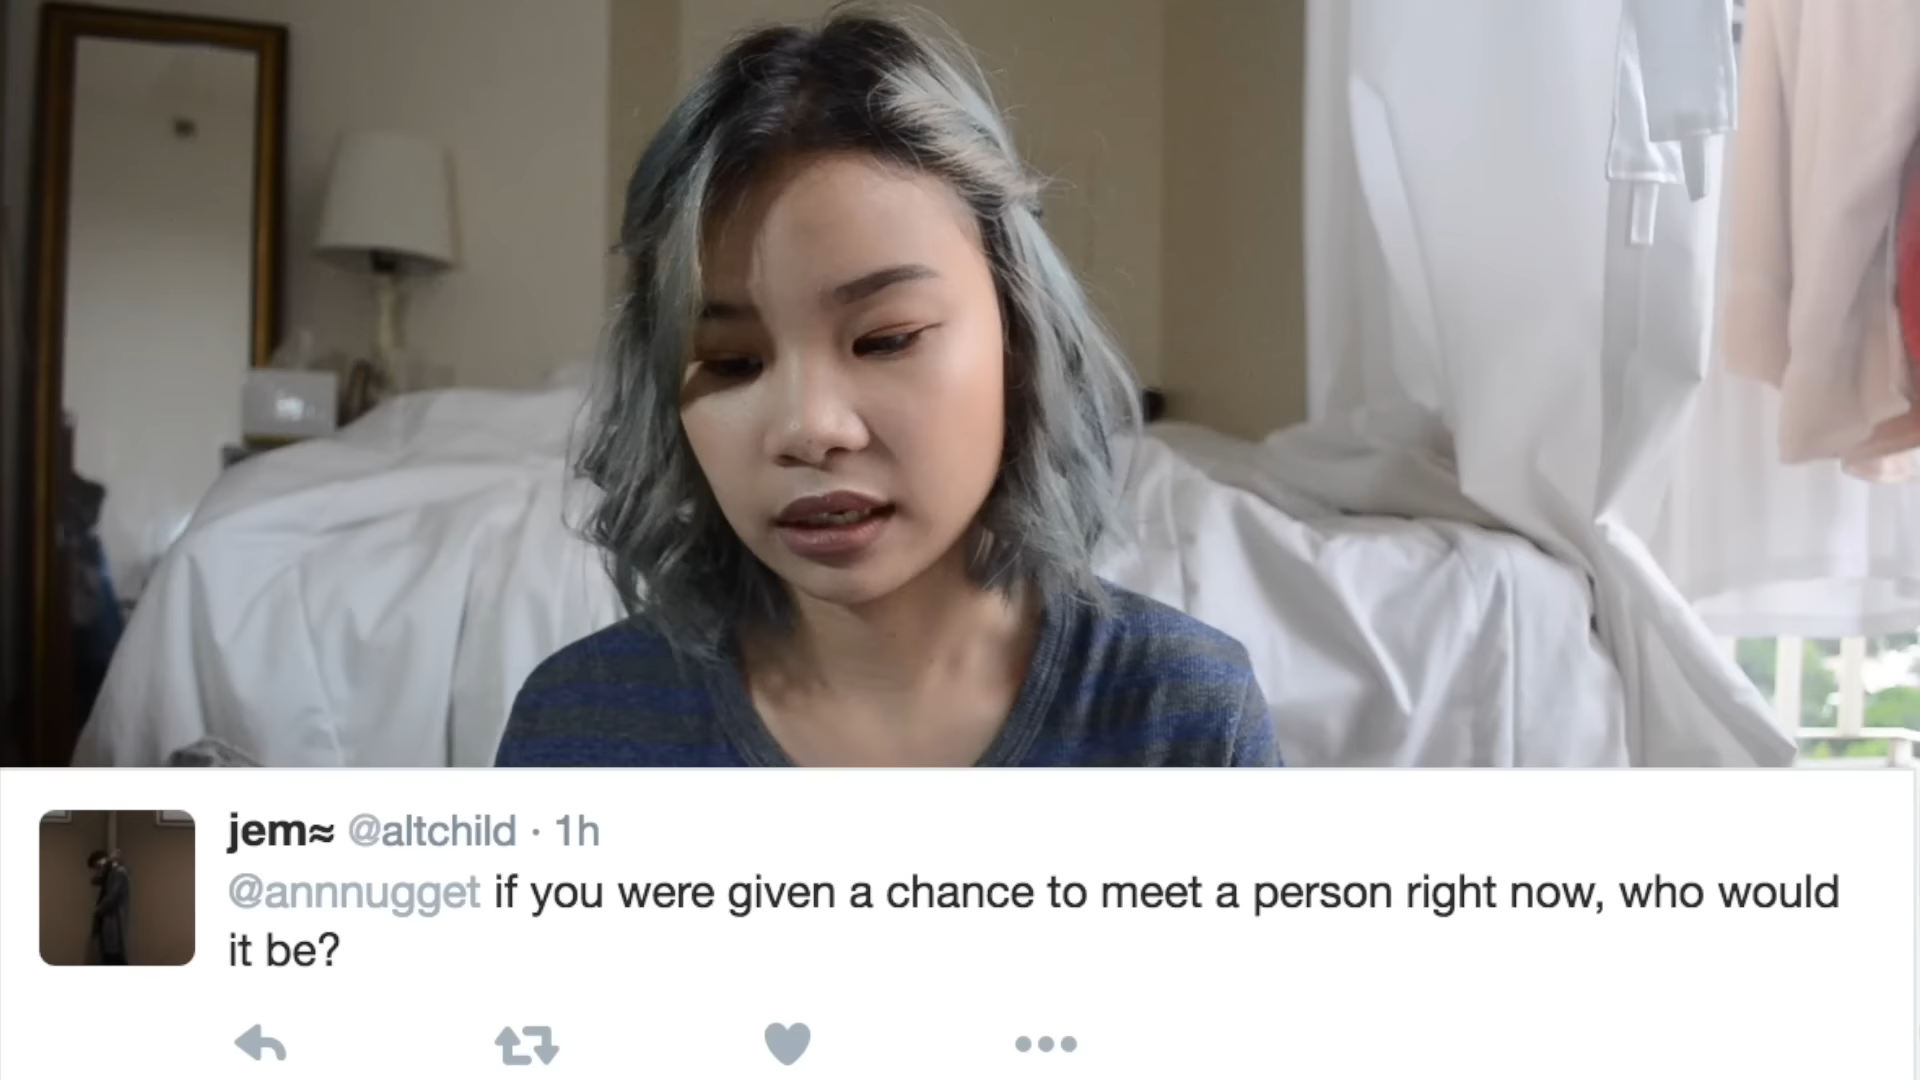 jem≈ @altchild · 1h
@annnugget if you were given a chance to meet a person right now, who would
it be?